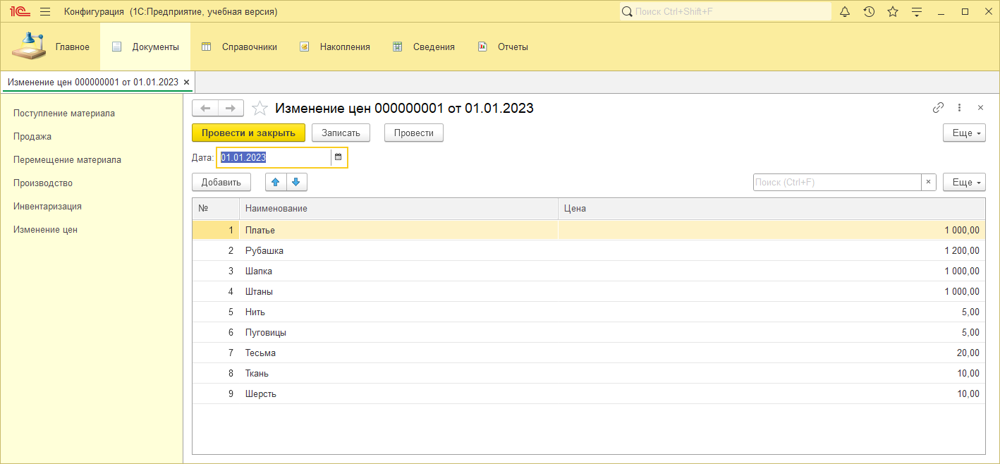 1С Конфигурация (1С:Предприятие, учебная версия) Поиск Ctrl+Shift+F
Главное Документы Справочники Накопления Сведения Отчеты
Изменение цен 000000001 от 01.01.2023
Поступление материала
Продажа
Перемещение материала
Производство
Инвентаризация
Изменение цен
Изменение цен 000000001 от 01.01.2023
Провести и закрыть Записать Провести Еще
Дата: 01.01.2023
Добавить Поиск (Ctrl+F) × Еще
№ Наименование Цена
1 Платье 1 000,00
2 Рубашка 1 200,00
3 Шапка 1 000,00
4 Штаны 1 000,00
5 Нить 5,00
6 Пуговицы 5,00
7 Тесьма 20,00
8 Ткань 10,00
9 Шерсть 10,00